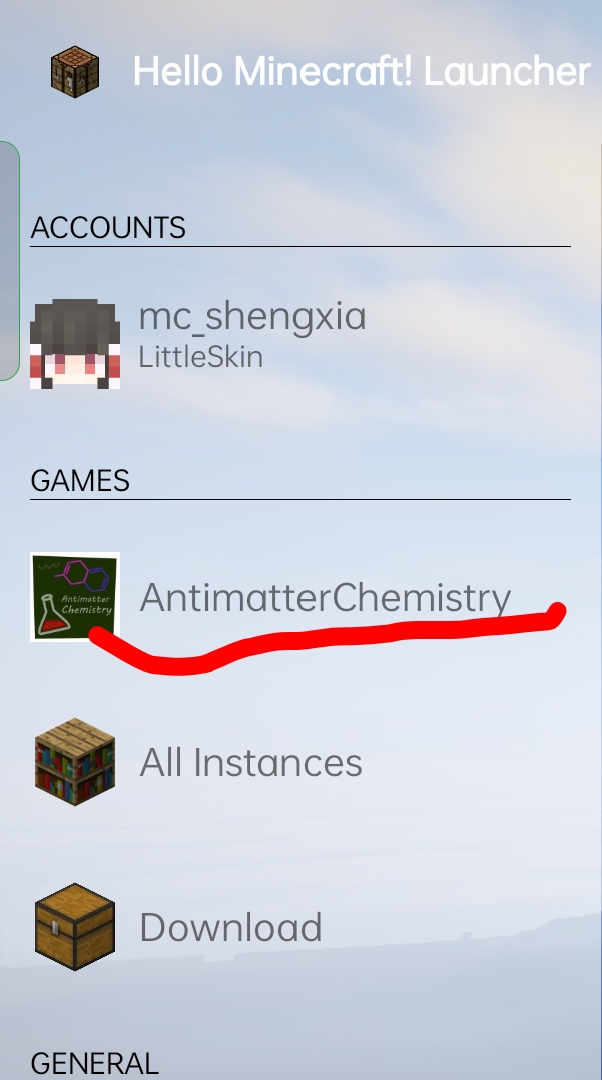 Hello Minecraft! Launcher
ACCOUNTS
mc_shengxia
LittleSkin
GAMES
Antimatter
Chemistry
AntimatterChemistry
All Instances
Download
GENERAL